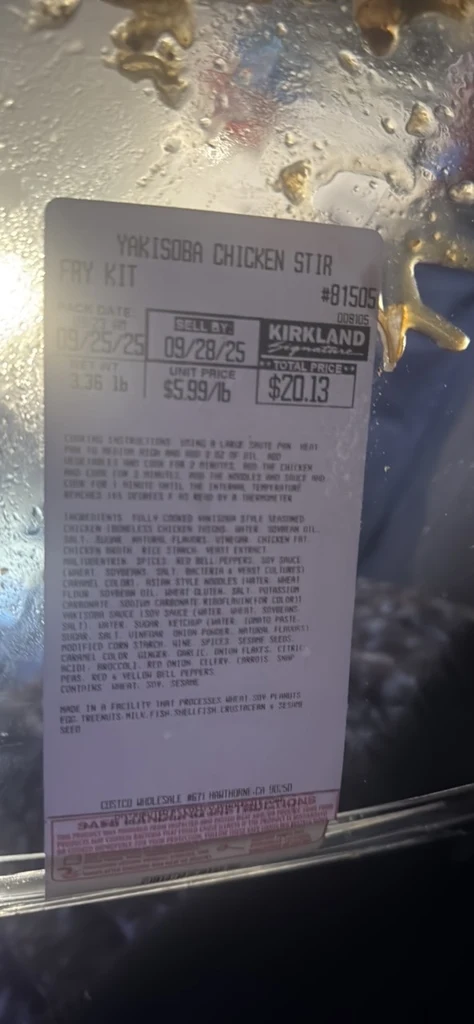 YAKISOBA CHICKEN STIR
FRY KIT
#81505
PACK DATE:
SELL BY:
008105
KIRKLAND
Signature
09/25/25
09/28/25
NET WT
UNIT PRICE
**TOTAL PRICE**
3.36 lb
$5.99/lb
$20.13
COOKING INSTRUCTIONS: USING A LARGE SAUTE PAN, HEAT
PAN TO MEDIUM HIGH AND ADD 2 OZ OF OIL. ADD
VEGETABLES AND COOK FOR 2 MINUTES. ADD THE CHICKEN
AND COOK FOR 2 MINUTES. ADD THE NOODLES AND SAUCE AND
COOK FOR 1 MINUTE UNTIL THE INTERNAL TEMPERATURE
REACHES 165 DEGREES F AS READ BY A THERMOMETER
INGREDIENTS: FULLY COOKED YAKISOBA STYLE SEASONED
CHICKEN (BONELESS CHICKEN THIGHS, WATER, SOYBEAN OIL,
SALT, SUGAR, NATURAL FLAVORS, VINEGAR, CHICKEN FAT,
CHICKEN BROTH, RICE STARCH, YEAST EXTRACT,
MALTODEXTRIN, SPICES, RED BELL PEPPERS, SOY SAUCE
(WHEAT, SOYBEANS, SALT, BACTERIA & YEAST CULTURES)
CARAMEL COLOR), ASIAN STYLE NOODLES (WATER, WHEAT
FLOUR, SOYBEAN OIL, WHEAT GLUTEN, SALT, POTASSIUM
CARBONATE, SODIUM CARBONATE, RIBOFLAVIN(FOR COLOR))
YAKISOBA SAUCE (SOY SAUCE (WATER, WHEAT, SOYBEANS,
SALT), WATER, SUGAR, KETCHUP (WATER, TOMATO PASTE,
SUGAR, SALT, VINEGAR, ONION POWDER, NATURAL FLAVORS)
MODIFIED CORN STARCH, WINE, SPICES, SESAME SEEDS,
CARAMEL COLOR, GINGER, GARLIC, ONION FLAKES, CITRIC
ACID), BROCCOLI, RED ONION, CELERY, CARROTS, SNAP
PEAS, RED & YELLOW BELL PEPPERS
CONTAINS: WHEAT, SOY, SESAME
MADE IN A FACILITY THAT PROCESSES WHEAT,SOY,PEANUTS
EGG,TREENUTS,MILK,FISH,SHELLFISH,CRUSTACEAN & SESAME
SEED
COSTCO WHOLESALE #671 HAWTHORNE,CA 90250
SAFE HANDLING INSTRUCTIONS